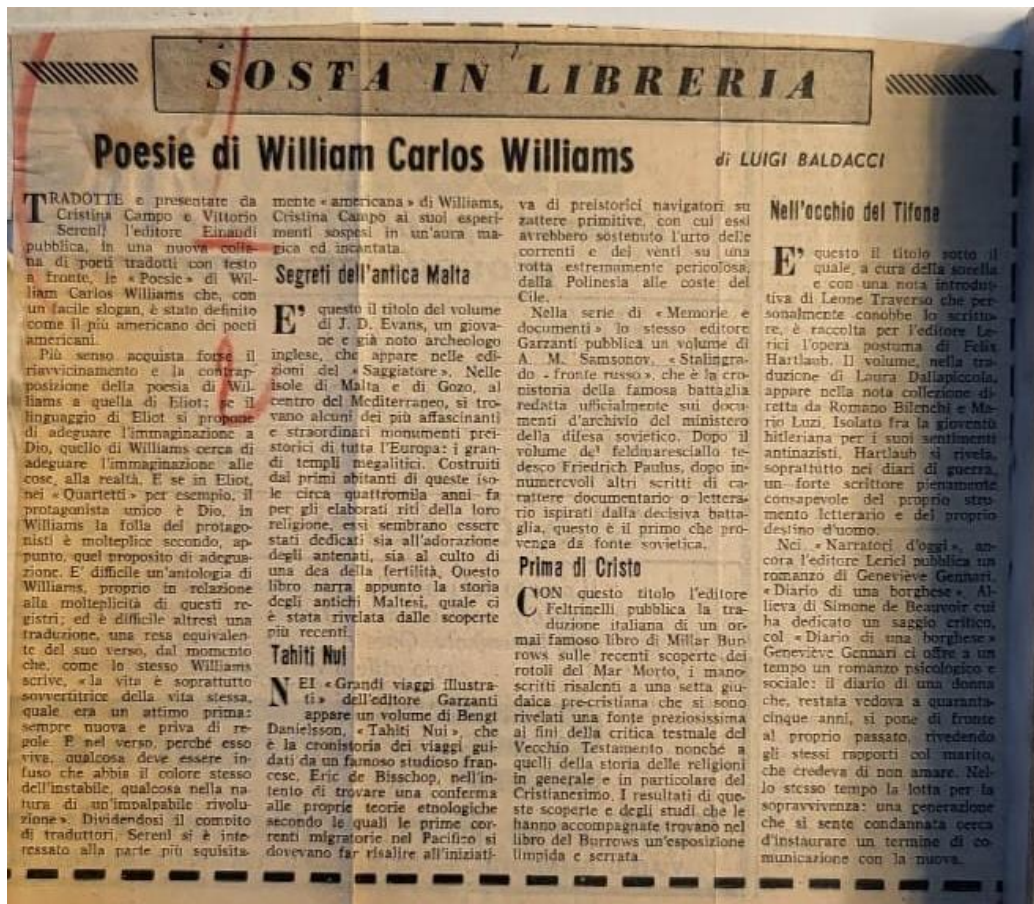 SOSTA IN LIBRERIA
Poesie di William Carlos Williams
di LUIGI BALDACCI
TRADOTTE e presentate da
Cristina Campo e Vittorio
Sereni, l'editore Einaudi
pubblica, in una nuova colla-
na di poeti tradotti con testo
a fronte, le «Poesie» di Wil-
liam Carlos Williams che, con
un facile slogan, è stato definito
come il più americano dei poeti
americani.
Più senso acquista forse il
riavvicinamento e la contrap-
posizione della poesia di Wil-
liams a quella di Eliot: se il
linguaggio di Eliot si propone
di adeguare l'immaginazione a
Dio, quello di Williams cerca di
adeguare l'immaginazione alle
cose, alla realtà. E se in Eliot,
nei «Quartetti» per esempio, il
protagonista unico è Dio, in
Williams la folla dei protago-
nisti è molteplice secondo, ap-
punto, quel proposito di adegua-
zione. E' difficile un'antologia di
Williams, proprio in relazione
alla molteplicità di questi re-
gistri; ed è difficile altresì una
traduzione, una resa equivalen-
te del suo verso, dal momento
che, come lo stesso Williams
scrive, «la vita è soprattutto
sovvertitrice della vita stessa,
quale era un attimo prima:
sempre nuova e priva di re-
gole. E nel verso, perché esso
viva, qualcosa deve essere in-
fuso che abbia il colore stesso
dell'instabile, qualcosa nella na-
tura di un'impalpabile rivolu-
zione». Dividendosi il compito
di traduttori, Sereni si è inte-
ressato alla parte più squisita-
mente «americana» di Williams,
Cristina Campo ai suoi esperi-
menti sospesi in un'aura ma-
gica ed incantata.
Segreti dell'antica Malta
E' questo il titolo del volume
di J. D. Evans, un giova-
ne e già noto archeologo
inglese, che appare nelle edi-
zioni del «Saggiatore». Nelle
isole di Malta e di Gozo, al
centro del Mediterraneo, si tro-
vano alcuni dei più affascinanti
e straordinari monumenti prei-
storici di tutta l'Europa: i gran-
di templi megalitici. Costruiti
dai primi abitanti di queste iso-
le circa quattromila anni fa
per gli elaborati riti della loro
religione, essi sembrano essere
stati dedicati sia all'adorazione
degli antenati, sia al culto di
una dea della fertilità. Questo
libro narra appunto la storia
degli antichi Maltesi, quale ci
è stata rivelata dalle scoperte
più recenti.
Tahiti Nui
NEI «Grandi viaggi illustra-
ti» dell'editore Garzanti
appare un volume di Bengt
Danielsson, «Tahiti Nui», che
è la cronistoria dei viaggi gui-
dati da un famoso studioso fran-
cese, Eric de Bisschop, nell'in-
tento di trovare una conferma
alle proprie teorie etnologiche
secondo le quali le prime cor-
renti migratorie nel Pacifico si
dovevano far risalire all'iniziati-
va di preistorici navigatori su
zattere primitive, con cui essi
avrebbero sostenuto l'urto delle
correnti e dei venti su una
rotta estremamente pericolosa,
dalla Polinesia alle coste del
Cile.
Nella serie di «Memorie e
documenti» lo stesso editore
Garzanti pubblica un volume di
A. M. Samsonov, «Stalingra-
do - fronte russo», che è la cro-
nistoria della famosa battaglia
redatta ufficialmente sui docu-
menti d'archivio del ministero
della difesa sovietico. Dopo il
volume del feldmaresciallo te-
desco Friedrich Paulus, dopo in-
numerevoli altri scritti di ca-
rattere documentario o lettera-
rio ispirati dalla decisiva batta-
glia, questo è il primo che pro-
venga da fonte sovietica.
Prima di Cristo
CON questo titolo l'editore
Feltrinelli pubblica la tra-
duzione italiana di un or-
mai famoso libro di Millar Bur-
rows sulle recenti scoperte dei
rotoli del Mar Morto, i mano-
scritti risalenti a una setta giu-
daica pre-cristiana che si sono
rivelati una fonte preziosissima
ai fini della critica testuale del
Vecchio Testamento nonché a
quelli della storia delle religioni
in generale e in particolare del
Cristianesimo. I risultati di que-
ste scoperte e degli studi che le
hanno accompagnate trovano nel
libro del Burrows un'esposizione
limpida e serrata.
Nell'occhio del Tifone
E' questo il titolo sotto il
quale, a cura della sorella
e con una nota introdut-
tiva di Leone Traverso che per-
sonalmente conobbe lo scritto-
re, è raccolta per l'editore Le-
rici l'opera postuma di Felix
Hartlaub. Il volume, nella tra-
duzione di Laura Dallapiccola,
appare nella nota collezione di-
retta da Romano Bilenchi e Ma-
rio Luzi. Isolato fra la gioventù
hitleriana per i suoi sentimenti
antinazisti, Hartlaub si rivela,
soprattutto nei diari di guerra,
un forte scrittore pienamente
consapevole del proprio stru-
mento letterario e del proprio
destino d'uomo.
Nei «Narratori d'oggi», an-
cora l'editore Lerici pubblica un
romanzo di Geneviève Gennari,
«Diario di una borghese». Al-
lieva di Simone de Beauvoir cui
ha dedicato un saggio critico,
col «Diario di una borghese»
Geneviève Gennari ci offre a un
tempo un romanzo psicologico e
sociale: il diario di una donna
che, restata vedova a quaranta-
cinque anni, si pone di fronte
al proprio passato, rivedendo
gli stessi rapporti col marito,
che credeva di non amare. Nel-
lo stesso tempo la lotta per la
sopravvivenza: una generazione
che si sente condannata cerca
d'instaurare un termine di co-
municazione con la nuova.